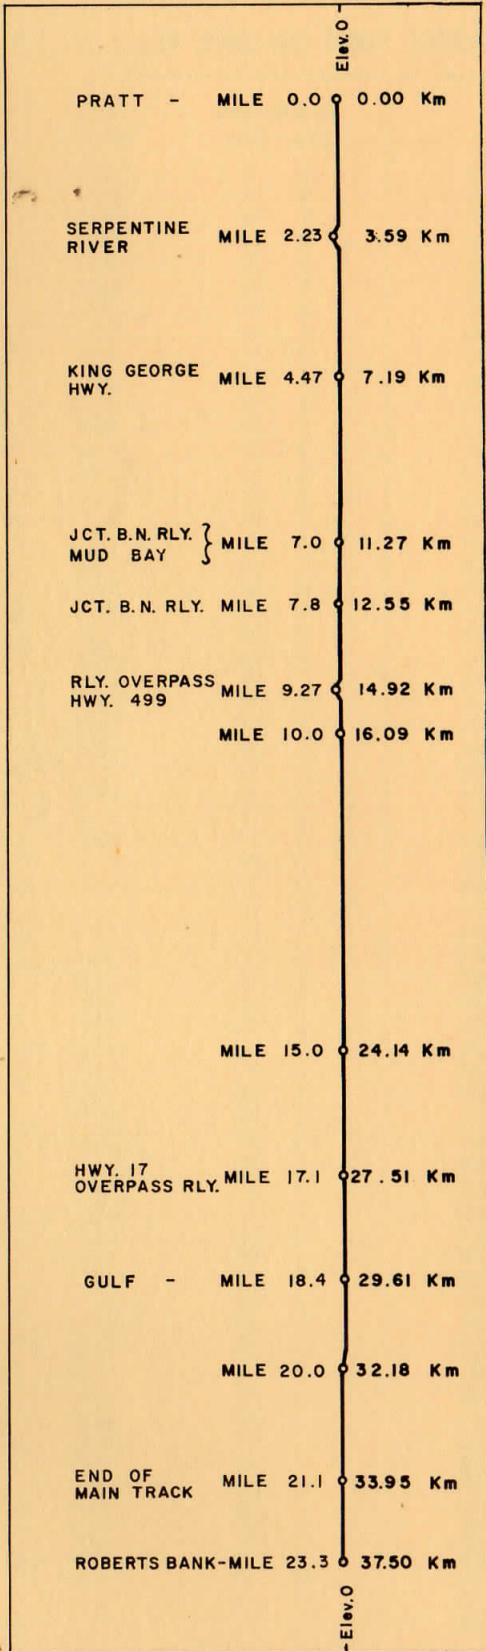 Elev. 0
PRATT - MILE 0.0 0.00 Km
SERPENTINE RIVER MILE 2.23 3.59 Km
KING GEORGE HWY. MILE 4.47 7.19 Km
JCT. B.N. RLY. MUD BAY } MILE 7.0 11.27 Km
JCT. B.N. RLY. MILE 7.8 12.55 Km
RLY. OVERPASS HWY. 499 MILE 9.27 14.92 Km
MILE 10.0 16.09 Km
MILE 15.0 24.14 Km
HWY. 17 OVERPASS RLY. MILE 17.1 27.51 Km
GULF - MILE 18.4 29.61 Km
MILE 20.0 32.18 Km
END OF MAIN TRACK MILE 21.1 33.95 Km
ROBERTS BANK-MILE 23.3 37.50 Km
Elev. 0